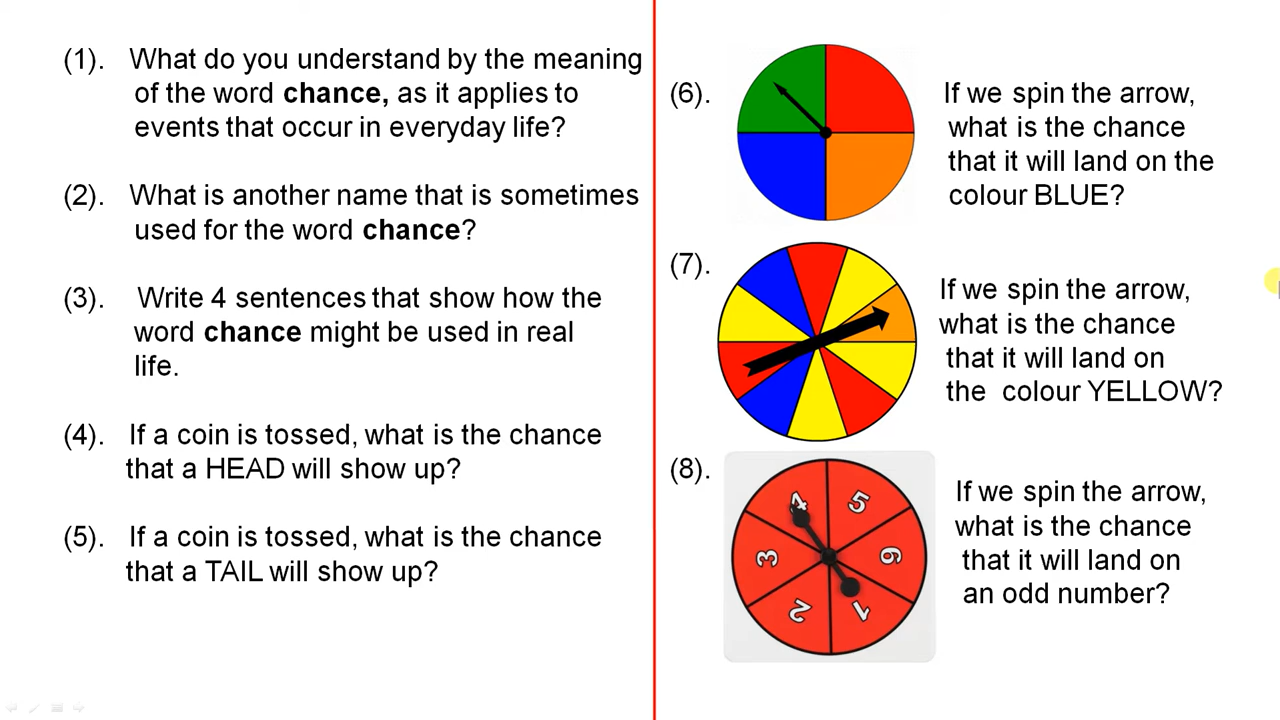 (1). What do you understand by the meaning
of the word chance, as it applies to
events that occur in everyday life?
(2). What is another name that is sometimes
used for the word chance?
(3). Write 4 sentences that show how the
word chance might be used in real
life.
(4). If a coin is tossed, what is the chance
that a HEAD will show up?
(5). If a coin is tossed, what is the chance
that a TAIL will show up?
(6).
If we spin the arrow,
what is the chance
that it will land on the
colour BLUE?
(7).
If we spin the arrow,
what is the chance
that it will land on
the colour YELLOW?
(8).
4
5
6
1
2
3
If we spin the arrow,
what is the chance
that it will land on
an odd number?